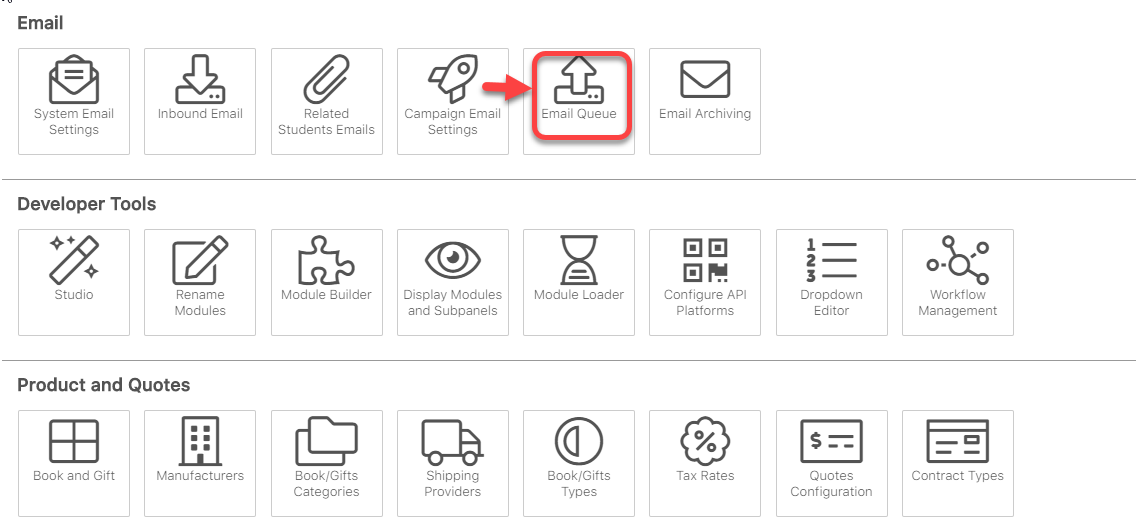 Email
System Email
Settings
Inbound Email
Related
Students Emails
Campaign Email
Settings
Email Queue
Email Archiving
Developer Tools
Studio
Rename
Modules
Module Builder
Display Modules
and Subpanels
Module Loader
Configure API
Platforms
1
2
3
Dropdown
Editor
Workflow
Management
Product and Quotes
Book and Gift
Manufacturers
Book/Gifts
Categories
Shipping
Providers
Book/Gifts
Types
%
Tax Rates
$
Quotes
Configuration
Contract Types